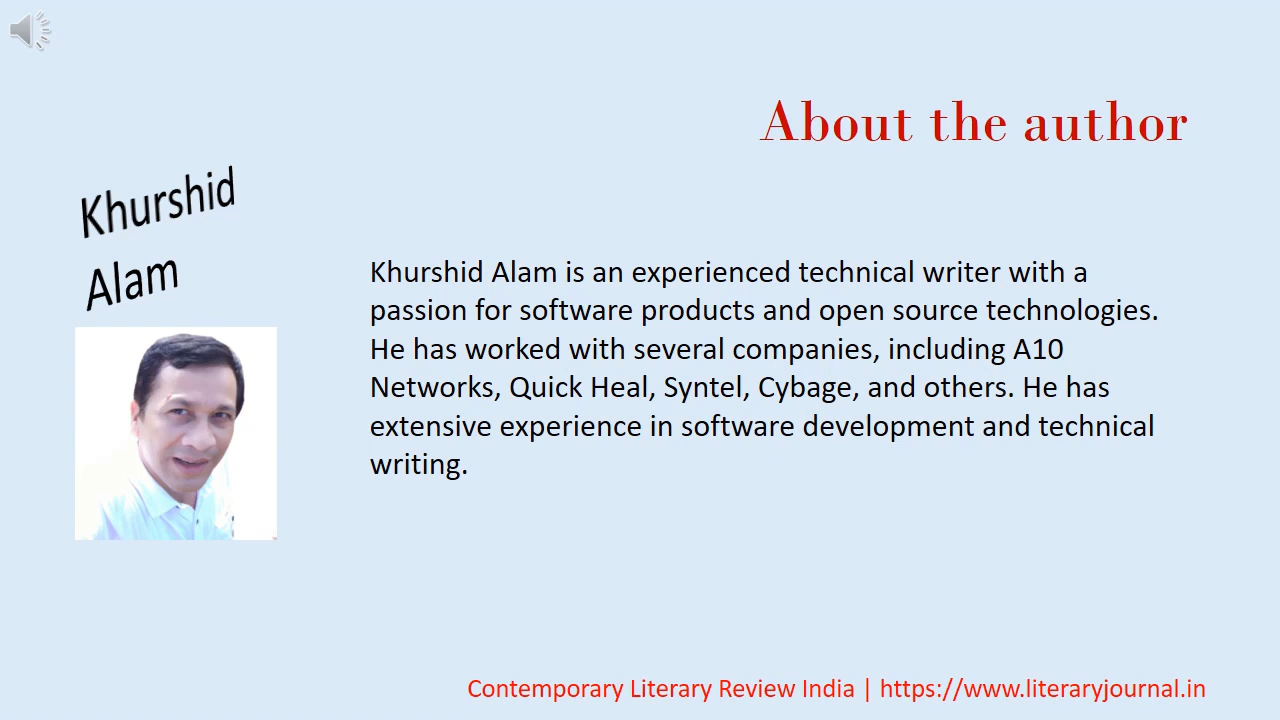 About the author
Khurshid
Alam
Khurshid Alam is an experienced technical writer with a
passion for software products and open source technologies.
He has worked with several companies, including A10
Networks, Quick Heal, Syntel, Cybage, and others. He has
extensive experience in software development and technical
writing.
Contemporary Literary Review India | https://www.literaryjournal.in